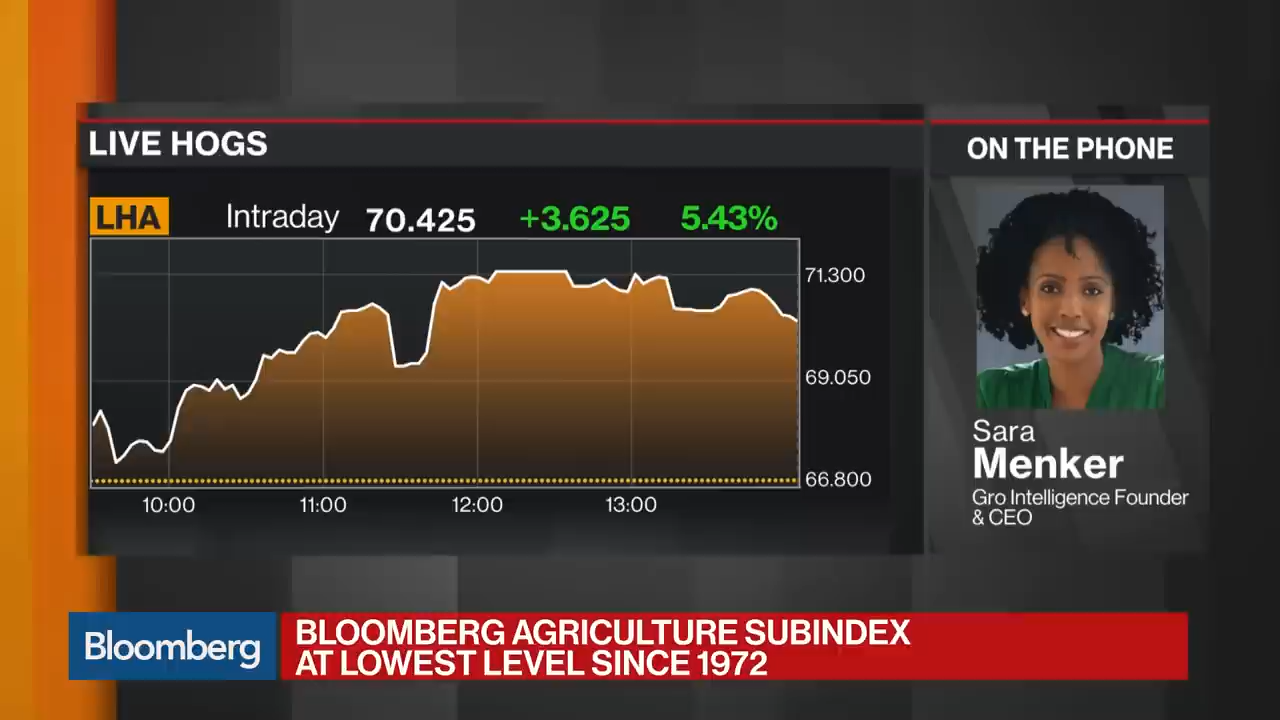 LIVE HOGS
LHA Intraday 70.425 +3.625 5.43%
71.300
69.050
66.800
10:00 11:00 12:00 13:00
ON THE PHONE
Sara
Menker
Gro Intelligence Founder
& CEO
Bloomberg
BLOOMBERG AGRICULTURE SUBINDEX
AT LOWEST LEVEL SINCE 1972